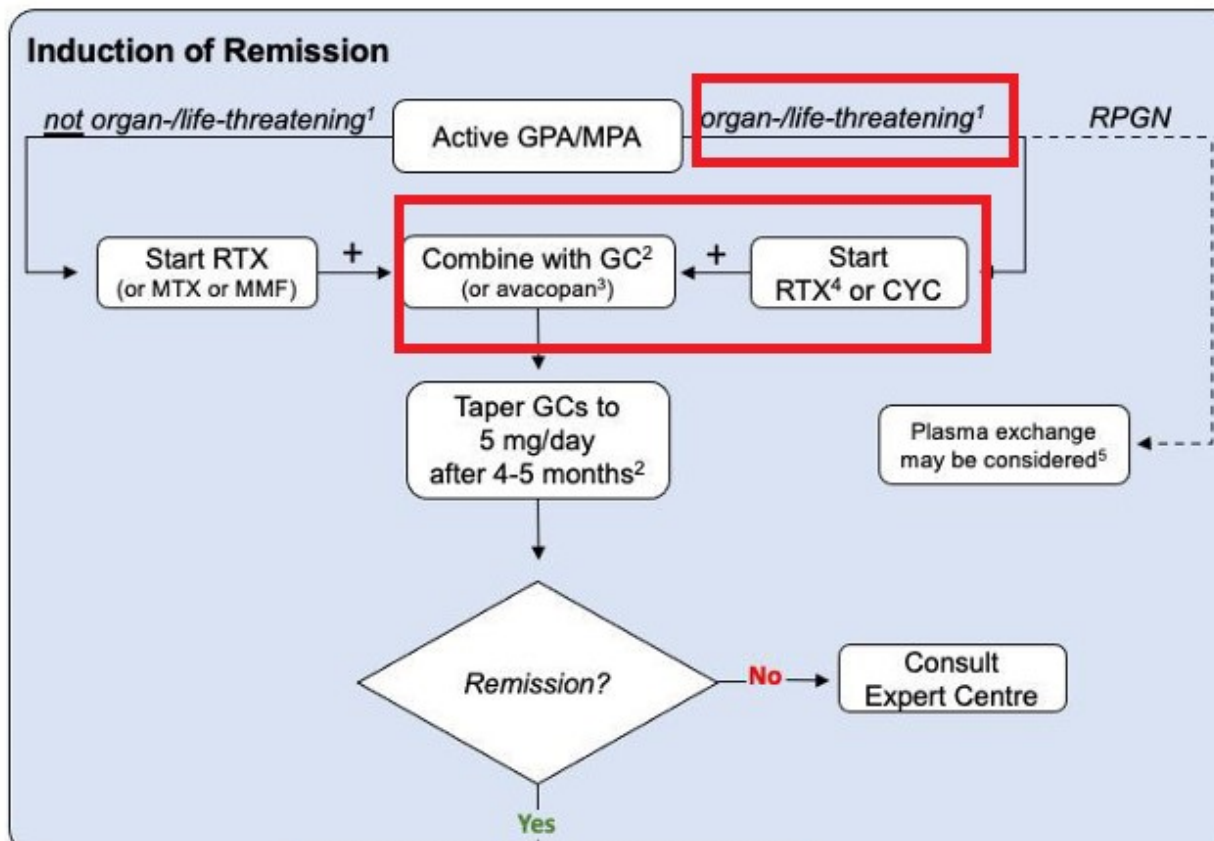 Induction of Remission
not organ-/life-threatening¹
Active GPA/MPA
organ-/life-threatening¹
RPGN
Start RTX
(or MTX or MMF)
+
Combine with GC²
(or avacopan³)
+
Start
RTX⁴ or CYC
Taper GCs to
5 mg/day
after 4-5 months²
Plasma exchange
may be considered⁵
Remission?
No
Consult
Expert Centre
Yes